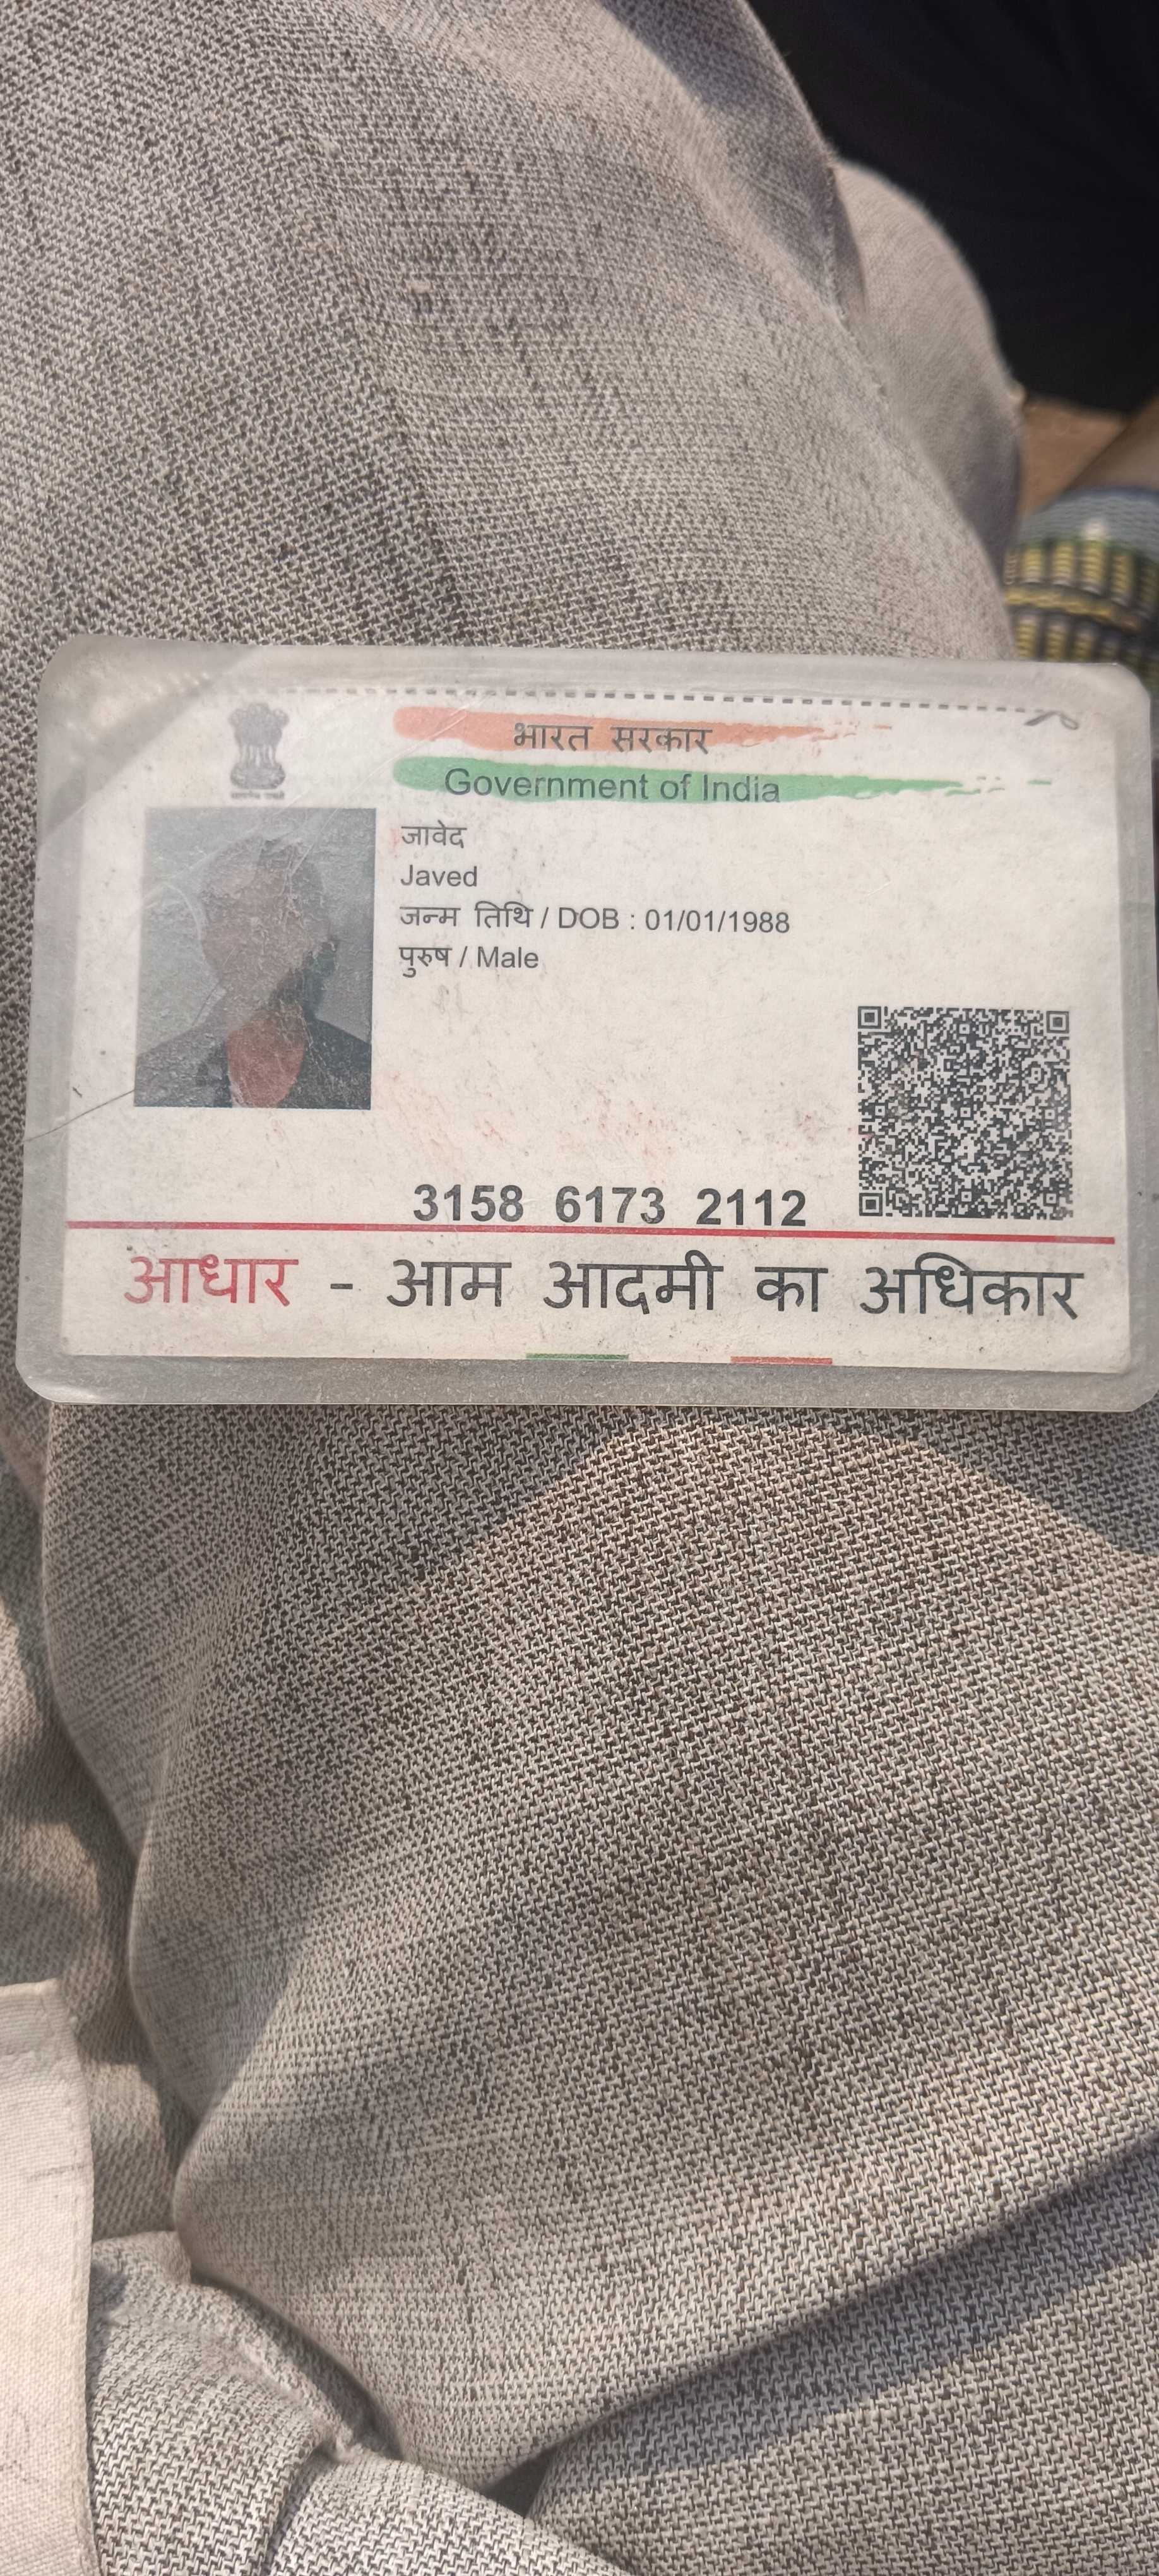 भारत सरकार
Government of India
जावेद
Javed
जन्म तिथि / DOB : 01/01/1988
पुरुष / Male
3158 6173 2112
आधार - आम आदमी का अधिकार